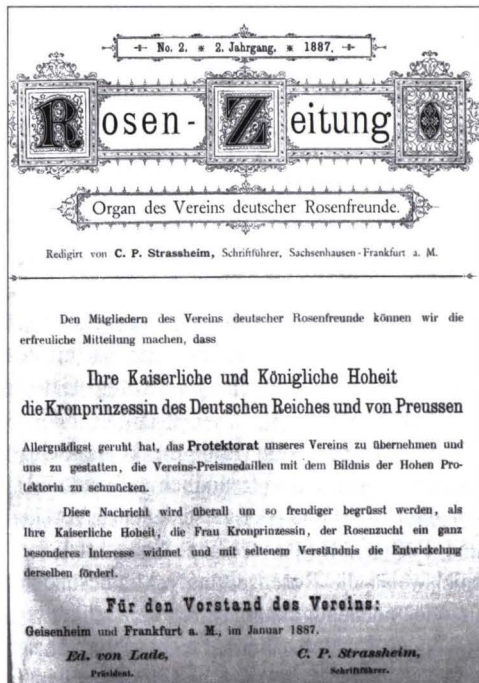 No. 2. * 2. Jahrgang. * 1887.
Rosen-Zeitung
Organ des Vereins deutscher Rosenfreunde.
Redigirt von C. P. Strassheim, Schriftführer, Sachsenhausen-Frankfurt a. M.
Den Mitgliedern des Vereins deutscher Rosenfreunde können wir die
erfreuliche Mitteilung machen, dass
Ihre Kaiserliche und Königliche Hoheit
die Kronprinzessin des Deutschen Reiches und von Preussen
Allergnädigst geruht hat, das Protektorat unseres Vereins zu übernehmen und
uns zu gestatten, die Vereins-Preismedaillen mit dem Bildnis der Hohen Pro-
tektorin zu schmücken.
Diese Nachricht wird überall um so freudiger begrüsst werden, als
Ihre Kaiserliche Hoheit, die Frau Kronprinzessin, der Rosenzucht ein ganz
besonderes Interesse widmet und mit seltenem Verständnis die Entwickelung
derselben fördert.
Für den Vorstand des Vereins:
Geisenheim und Frankfurt a. M., im Januar 1887.
Ed. von Lade, C. P. Strassheim,
Präsident. Schriftführer.